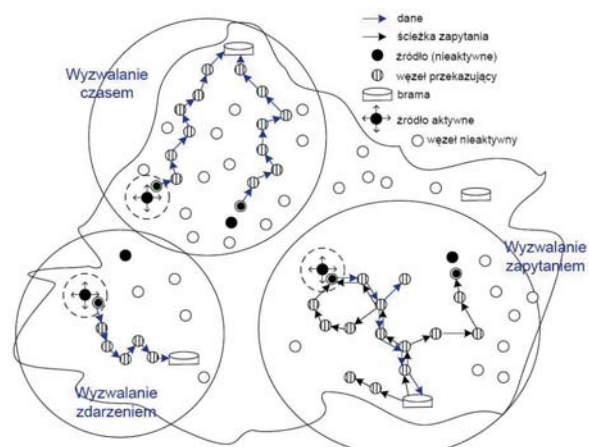 dane
ścieżka zapytania
źródło (nieaktywne)
węzeł przekazujący
brama
źródło aktywne
węzeł nieaktywny
Wyzwalanie
czasem
Wyzwalanie
zapytaniem
Wyzwalanie
zdarzeniem